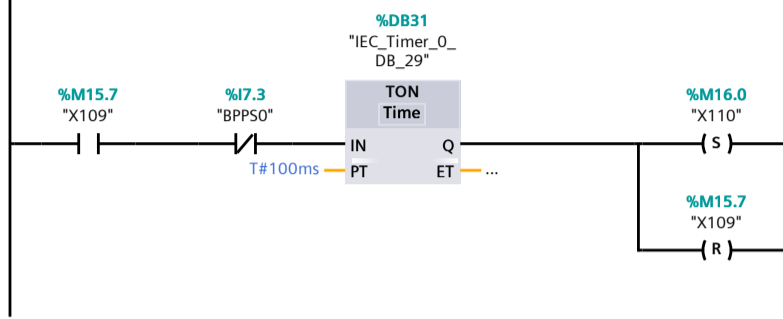 %DB31
"IEC_Timer_0_
DB_29"
%M15.7
"X109"
%I7.3
"BPPS0"
TON
Time
%M16.0
"X110"
IN
Q
S
T#100ms
PT
ET
...
%M15.7
"X109"
R